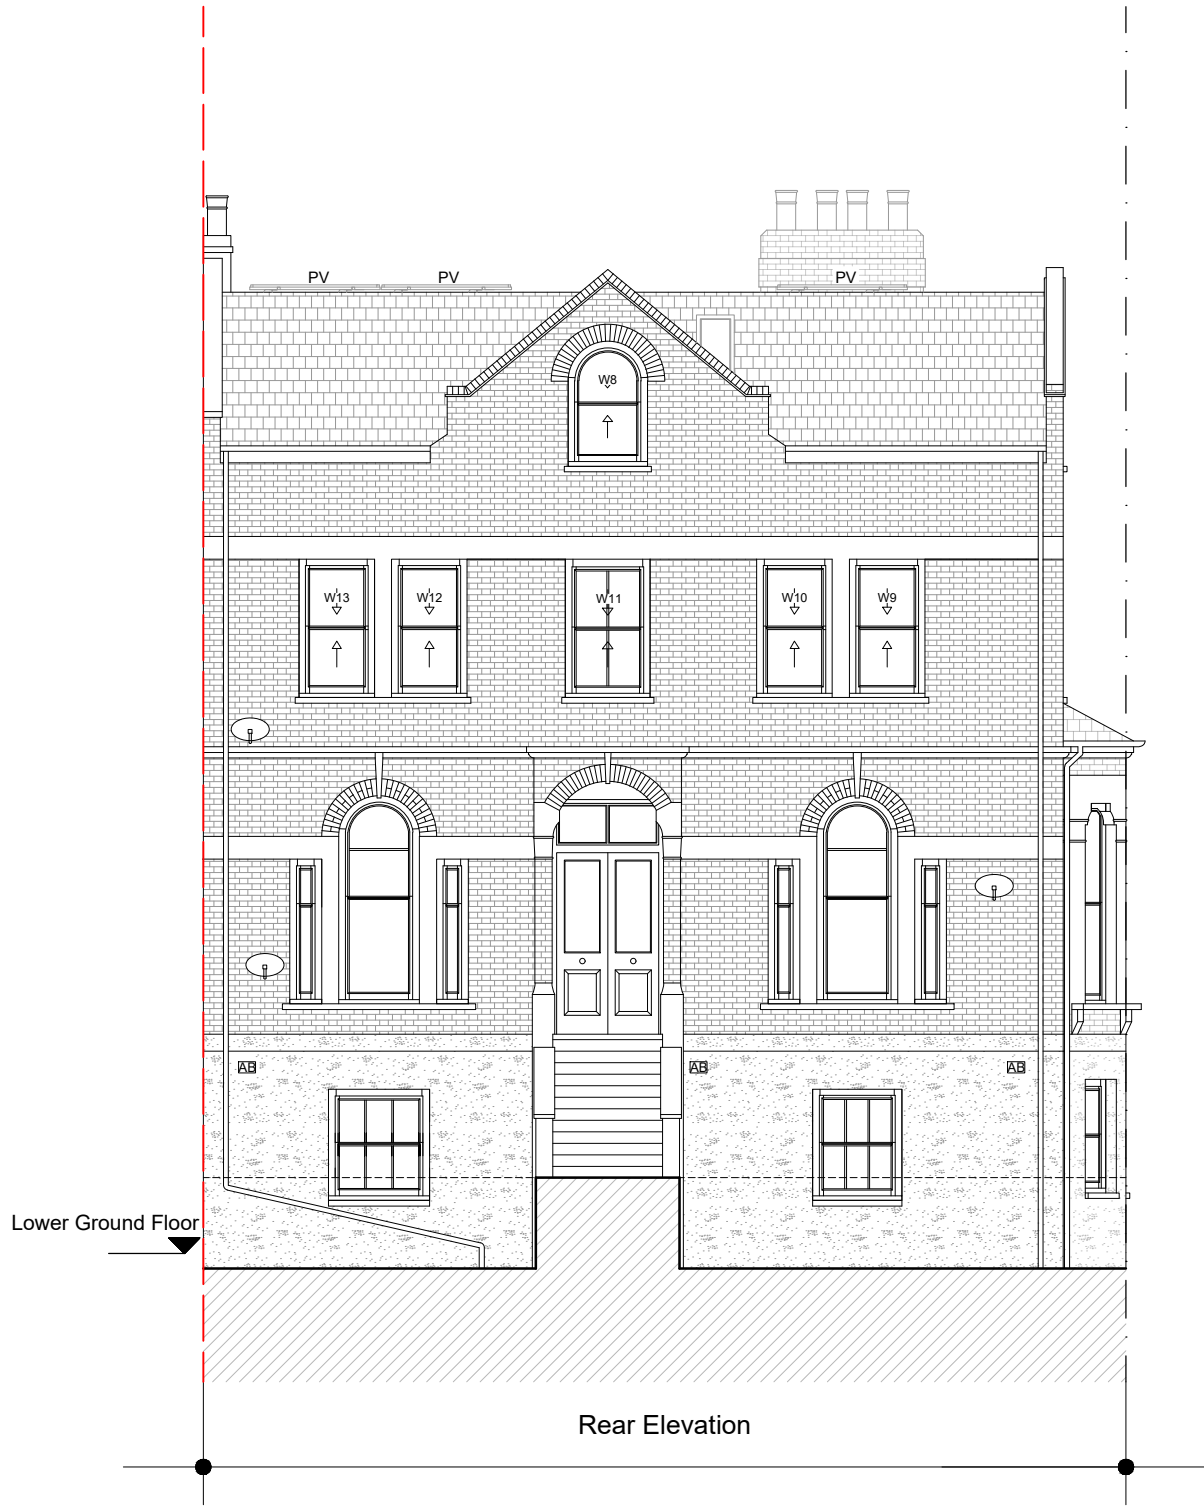 PV PV PV
W8
W13 W12 W11 W10 W9
AB AB AB
Lower Ground Floor
Rear Elevation